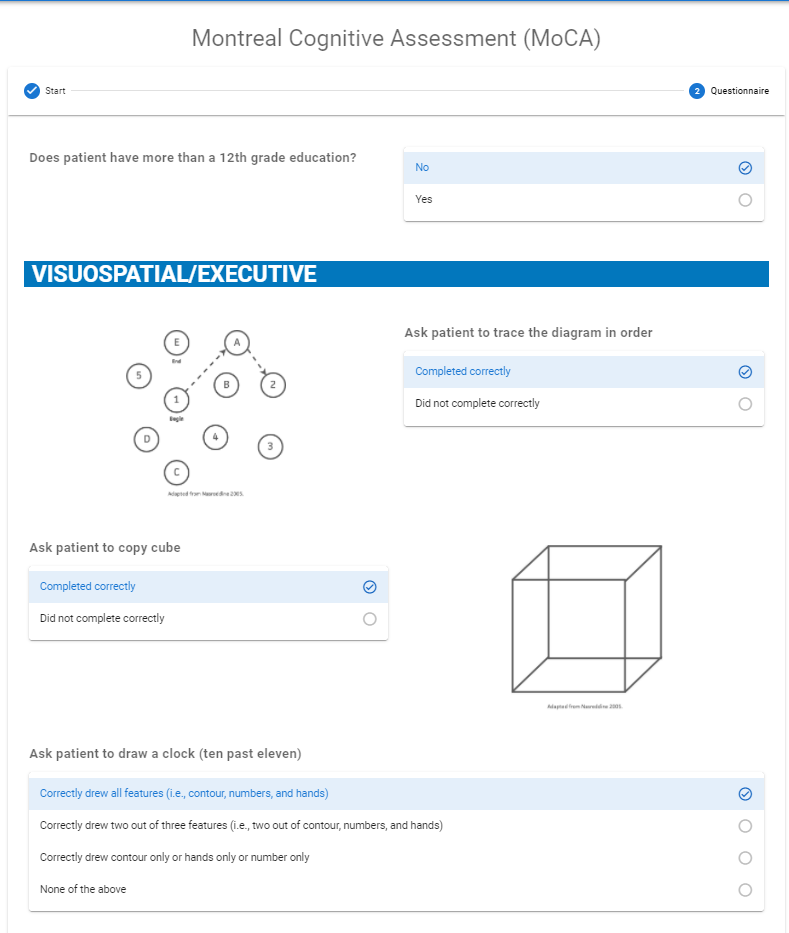 Montreal Cognitive Assessment (MoCA)
Start
2 Questionnaire
Does patient have more than a 12th grade education?
No
Yes
VISUOSPATIAL/EXECUTIVE
Ask patient to trace the diagram in order
Completed correctly
Did not complete correctly
E
End
A
5
B
2
1
Begin
D
4
3
C
Adapted from Nasreddine 2005.
Ask patient to copy cube
Completed correctly
Did not complete correctly
Adapted from Nasreddine 2005.
Ask patient to draw a clock (ten past eleven)
Correctly drew all features (i.e., contour, numbers, and hands)
Correctly drew two out of three features (i.e., two out of contour, numbers, and hands)
Correctly drew contour only or hands only or number only
None of the above